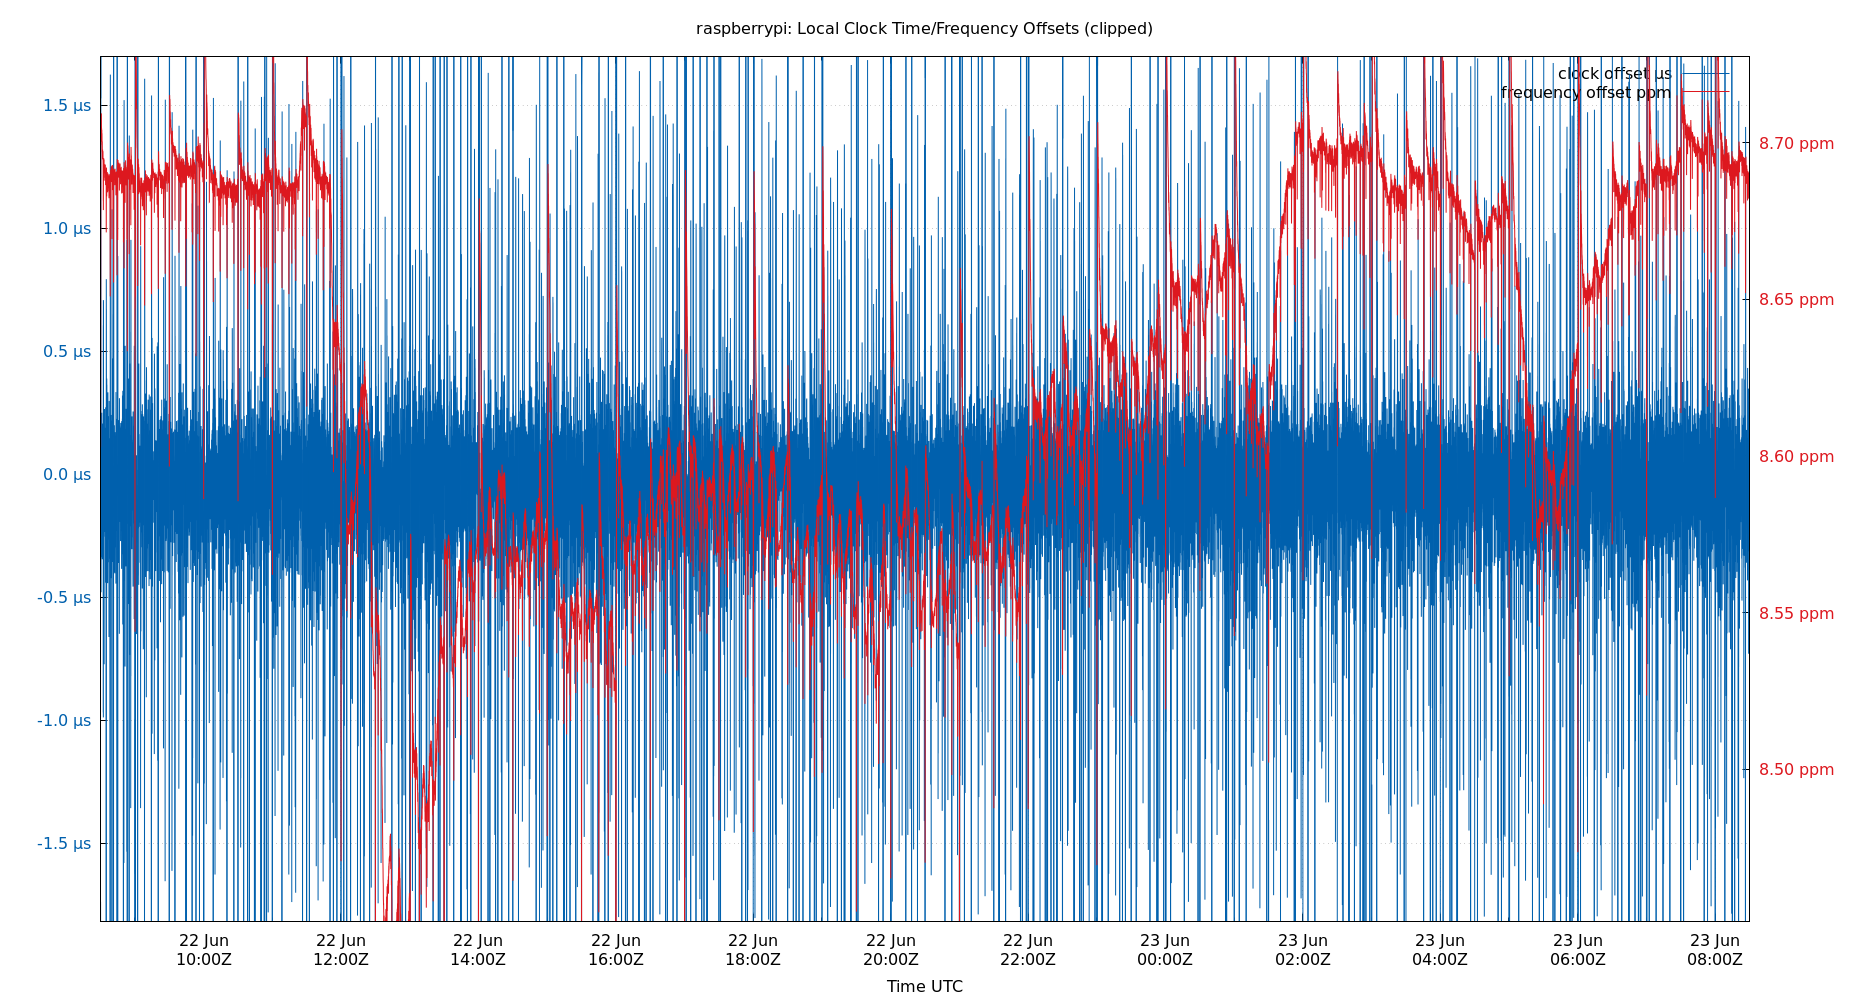 raspberrypi: Local Clock Time/Frequency Offsets (clipped)
clock offset µs
frequency offset ppm
1.5 µs
1.0 µs
0.5 µs
0.0 µs
-0.5 µs
-1.0 µs
-1.5 µs
8.70 ppm
8.65 ppm
8.60 ppm
8.55 ppm
8.50 ppm
22 Jun 22 Jun 22 Jun 22 Jun 22 Jun 22 Jun 22 Jun 23 Jun 23 Jun 23 Jun 23 Jun 23 Jun
10:00Z 12:00Z 14:00Z 16:00Z 18:00Z 20:00Z 22:00Z 00:00Z 02:00Z 04:00Z 06:00Z 08:00Z
Time UTC